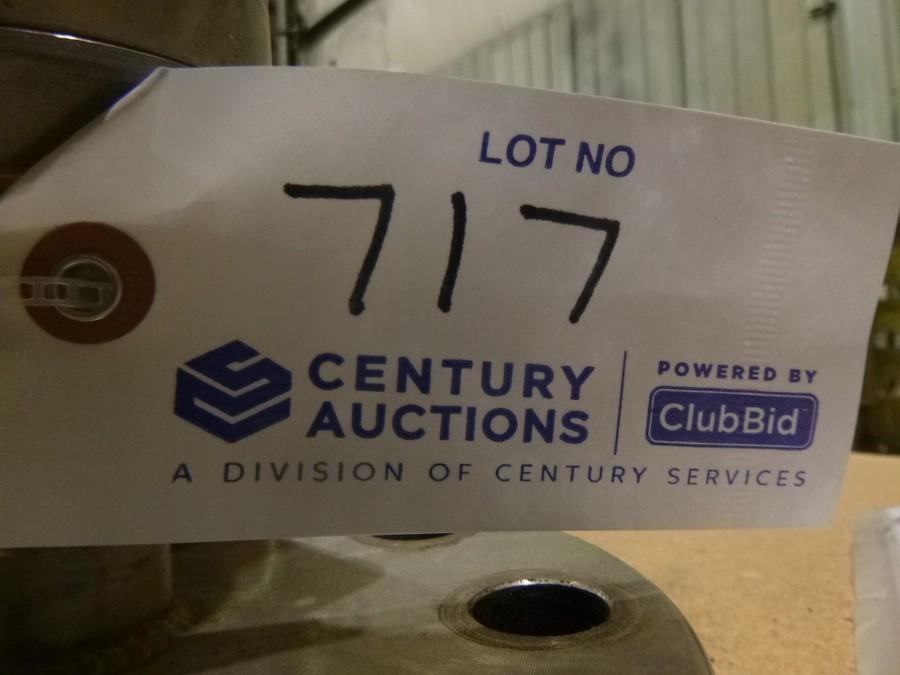 LOT NO
717
CENTURY
AUCTIONS
POWERED BY
ClubBid
A DIVISION OF CENTURY SERVICES